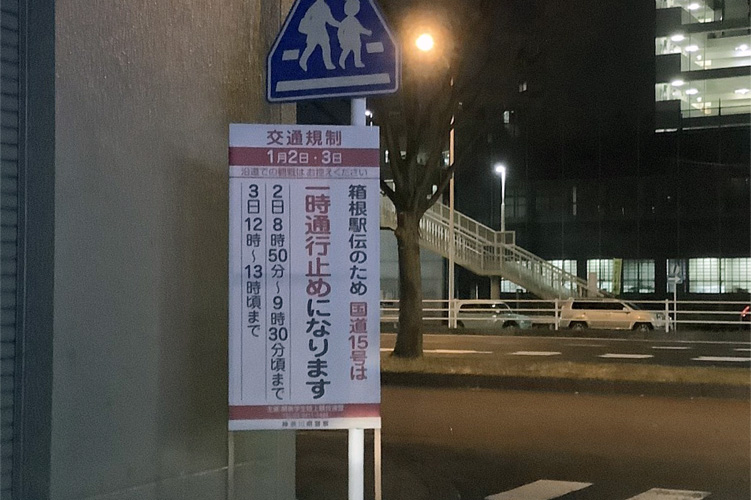 交通規制
1月2日・3日
沿道での観戦はお控えください
箱根駅伝のため 国道15号は
一時通行止めになります
2日8時50分～9時30分頃まで
3日12時～13時頃まで
神奈川県警察